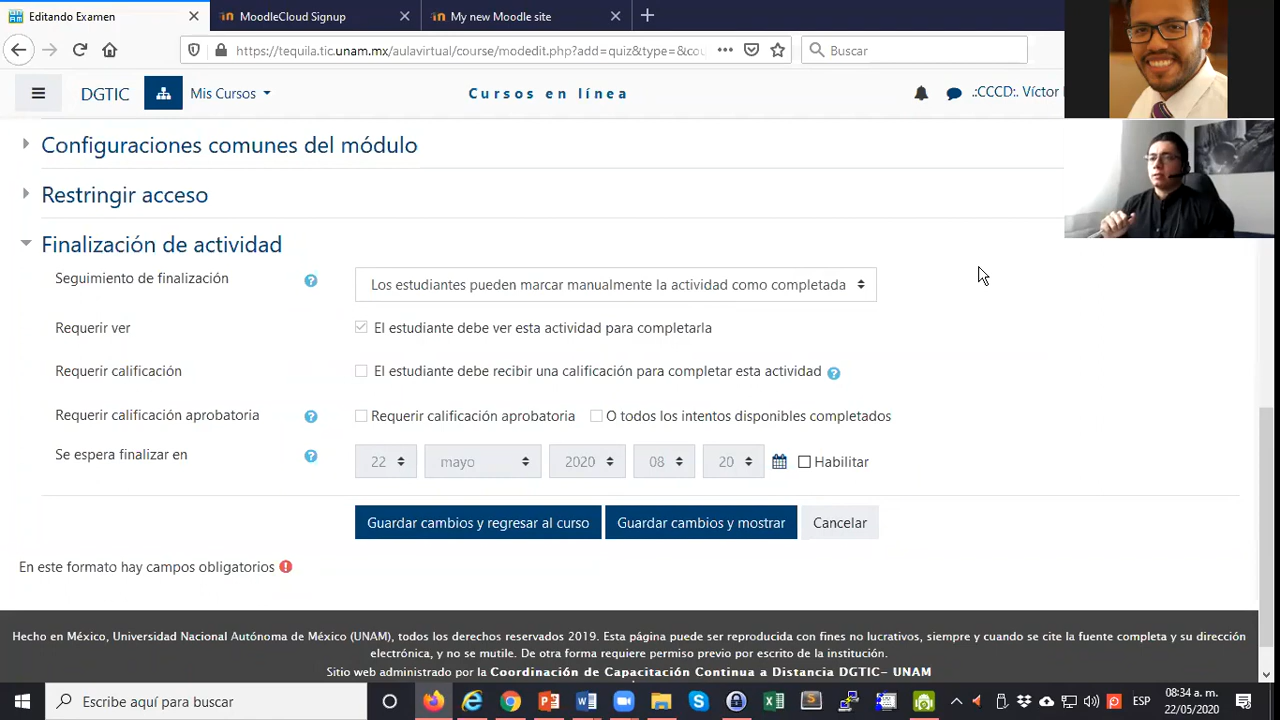 Editando Examen
MoodleCloud Signup
My new Moodle site
https://tequila.tic.unam.mx/aulavirtual/course/modedit.php?add=quiz&type=&cou
Buscar
DGTIC
Mis Cursos
Cursos en línea
.:CCCD:. Víctor
Configuraciones comunes del módulo
Restringir acceso
Finalización de actividad
Seguimiento de finalización
Los estudiantes pueden marcar manualmente la actividad como completada
Requerir ver
El estudiante debe ver esta actividad para completarla
Requerir calificación
El estudiante debe recibir una calificación para completar esta actividad
Requerir calificación aprobatoria
Requerir calificación aprobatoria
O todos los intentos disponibles completados
Se espera finalizar en
22 mayo 2020 08 20 Habilitar
Guardar cambios y regresar al curso
Guardar cambios y mostrar
Cancelar
En este formato hay campos obligatorios
Hecho en México, Universidad Nacional Autónoma de México (UNAM), todos los derechos reservados 2019. Esta página puede ser reproducida con fines no lucrativos, siempre y cuando se cite la fuente completa y su dirección
electrónica, y no se mutile. De otra forma requiere permiso previo por escrito de la institución.
Sitio web administrado por la Coordinación de Capacitación Continua a Distancia DGTIC- UNAM
Escribe aquí para buscar
ESP
08:34 a. m.
22/05/2020